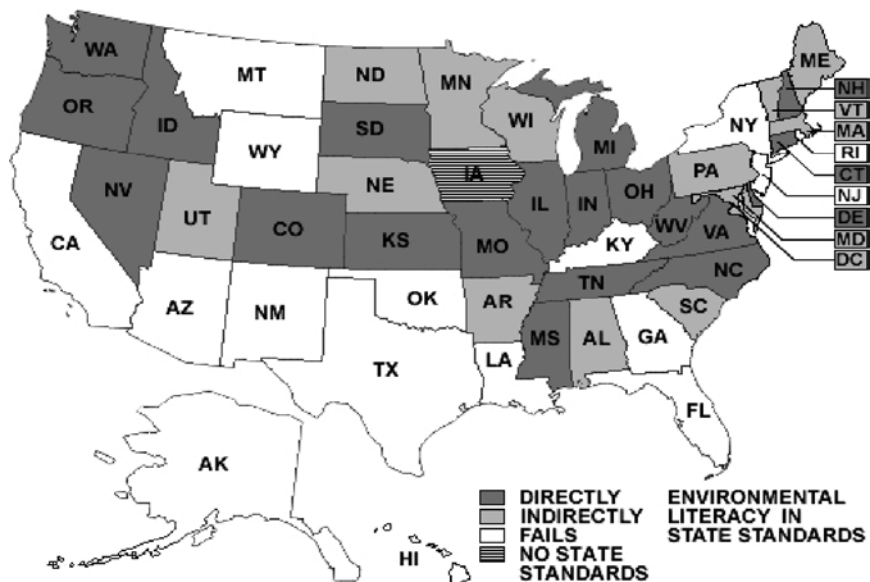 WA
MT
ND
MN
ME
OR
ID
SD
WI
MI
NY
NH
VT
MA
RI
CT
NJ
DE
MD
DC
WY
IA
PA
NV
UT
NE
IL
IN
OH
CO
KS
MO
WV
VA
CA
KY
TN
NC
AZ
NM
OK
AR
SC
MS
AL
GA
TX
LA
FL
AK
HI
DIRECTLY
INDIRECTLY
FAILS
NO STATE
STANDARDS
ENVIRONMENTAL
LITERACY IN
STATE STANDARDS